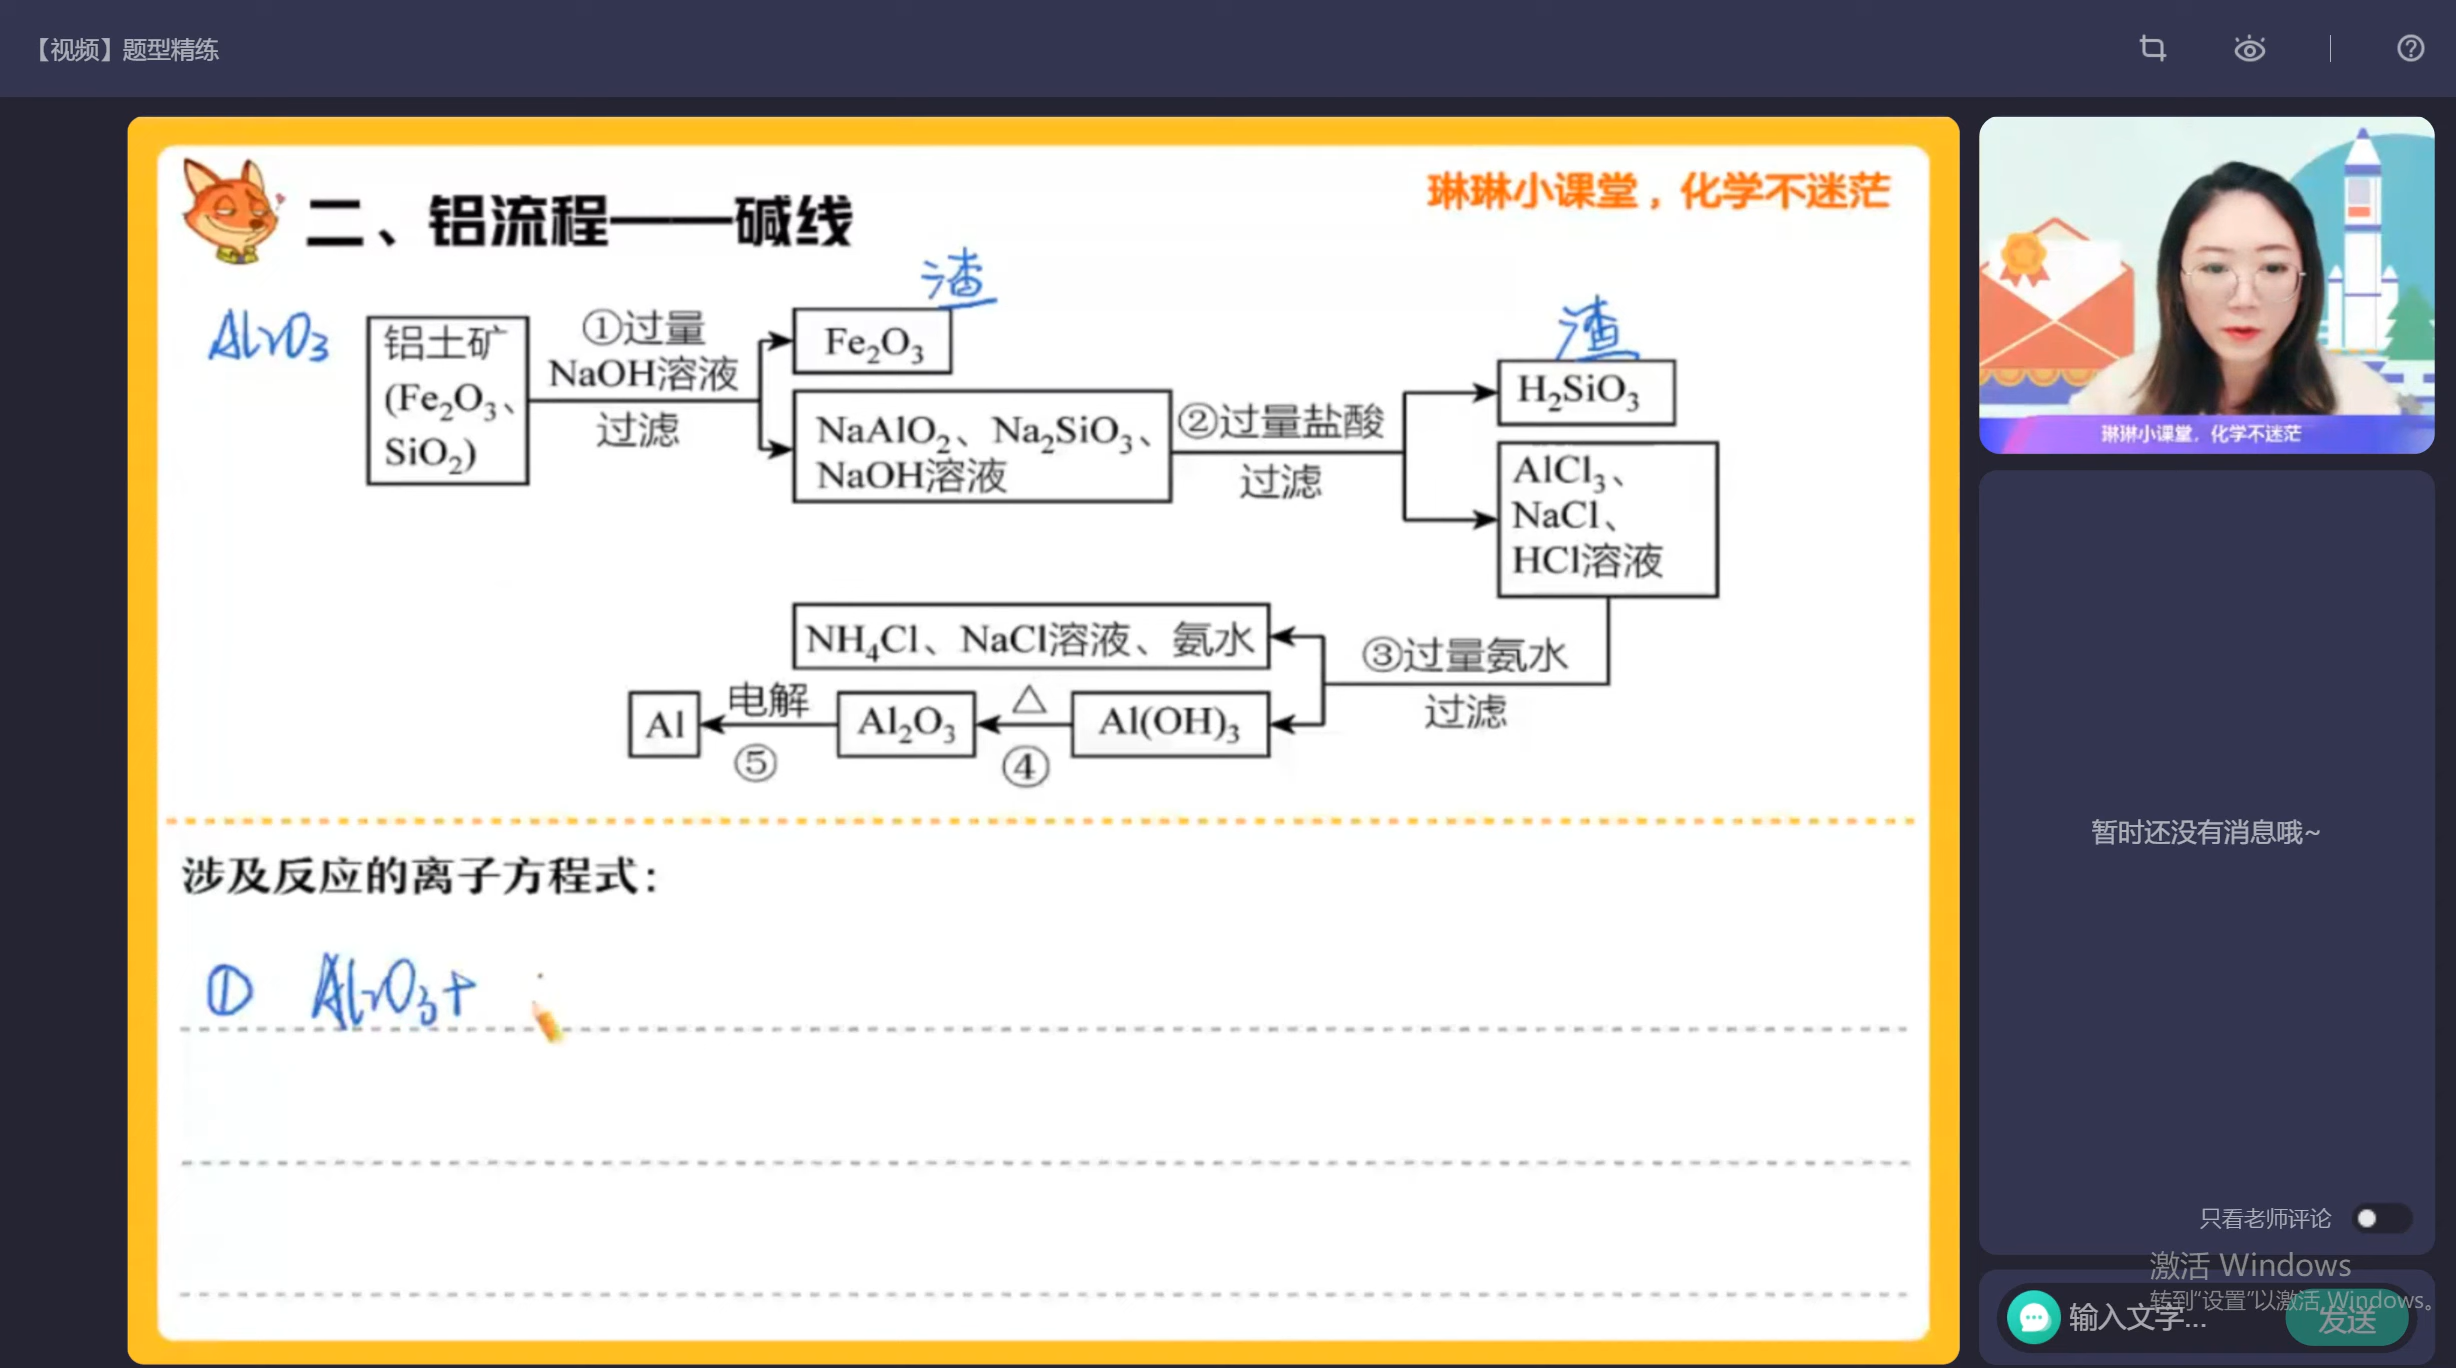 【视频】题型精练
二、铝流程——碱线
琳琳小课堂，化学不迷茫
渣
渣
Al₂O₃
铝土矿
(Fe₂O₃、
SiO₂)
①过量
NaOH溶液
过滤
Fe₂O₃
NaAlO₂、Na₂SiO₃、
NaOH溶液
②过量盐酸
过滤
H₂SiO₃
AlCl₃、
NaCl、
HCl溶液
③过量氨水
过滤
NH₄Cl、NaCl溶液、氨水
Al(OH)₃
△
④
Al₂O₃
电解
⑤
Al
涉及反应的离子方程式：
① Al₂O₃+
琳琳小课堂，化学不迷茫
暂时还没有消息哦~
只看老师评论
激活 Windows
转到"设置"以激活 Windows。
输入文字...
发送